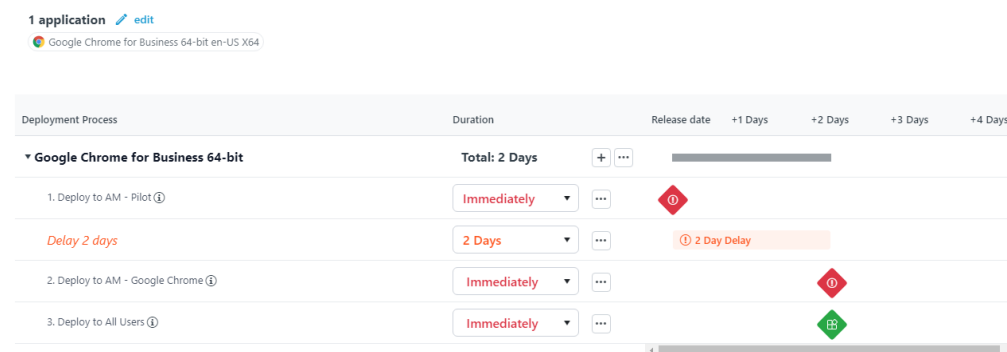 1 application edit
Google Chrome for Business 64-bit en-US X64
Deployment Process Duration Release date +1 Days +2 Days +3 Days +4 Days
Google Chrome for Business 64-bit Total: 2 Days + ...
1. Deploy to AM - Pilot Immediately ...
Delay 2 days 2 Days ... 2 Day Delay
2. Deploy to AM - Google Chrome Immediately ...
3. Deploy to All Users Immediately ...